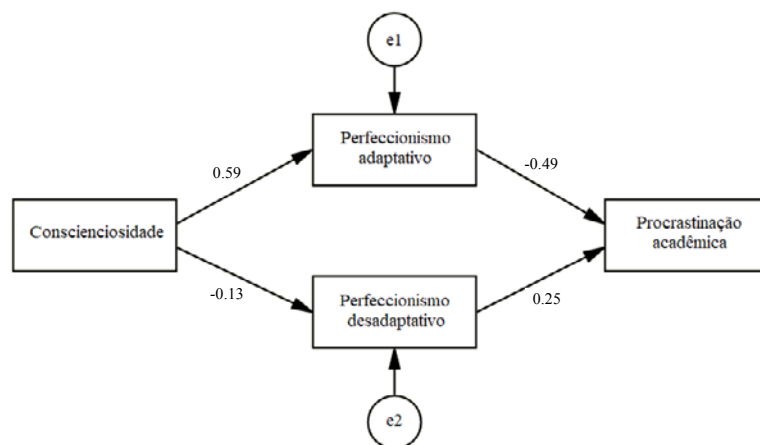 e1
Perfeccionismo
adaptativo
0.59
-0.49
Conscienciosidade
Procrastinação
acadêmica
-0.13
Perfeccionismo
desadaptativo
0.25
e2